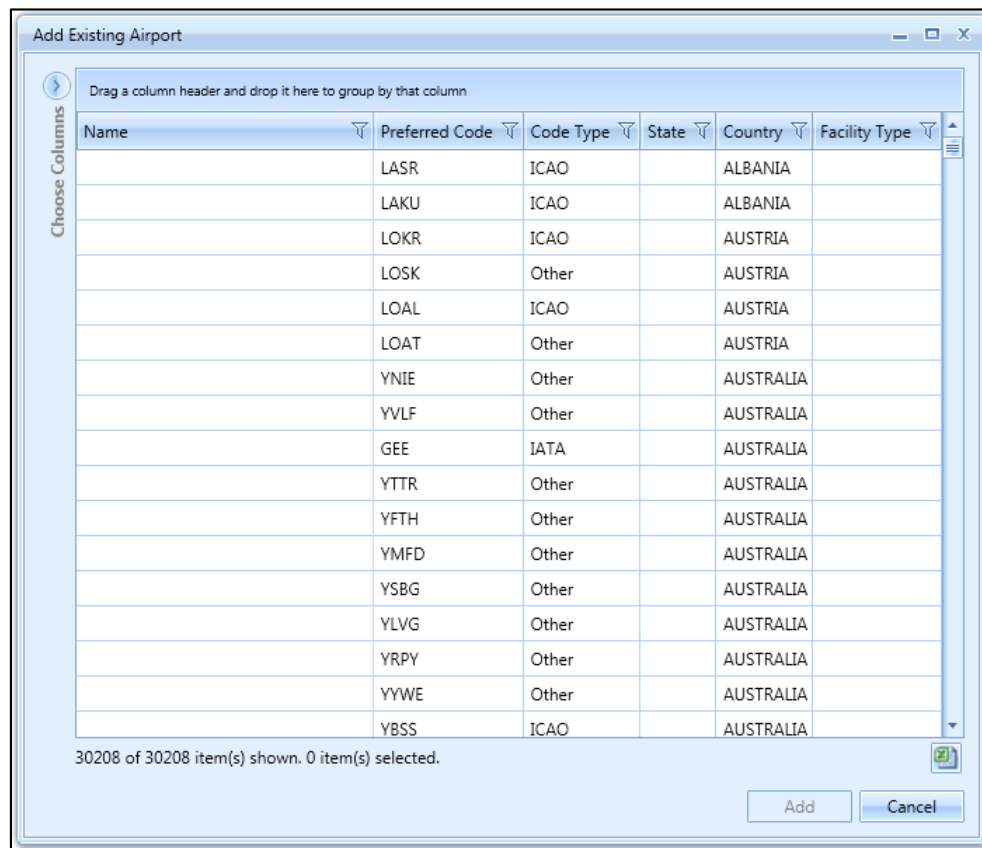 Add Existing Airport
Choose Columns
Drag a column header and drop it here to group by that column
Name Preferred Code Code Type State Country Facility Type
LASR ICAO ALBANIA
LAKU ICAO ALBANIA
LOKR ICAO AUSTRIA
LOSK Other AUSTRIA
LOAL ICAO AUSTRIA
LOAT Other AUSTRIA
YNIE Other AUSTRALIA
YVLF Other AUSTRALIA
GEE IATA AUSTRALIA
YTTR Other AUSTRALIA
YFTH Other AUSTRALIA
YMFD Other AUSTRALIA
YSBG Other AUSTRALIA
YLVG Other AUSTRALIA
YRPY Other AUSTRALIA
YYWE Other AUSTRALIA
YBSS ICAO AUSTRALIA
30208 of 30208 item(s) shown. 0 item(s) selected.
Add Cancel